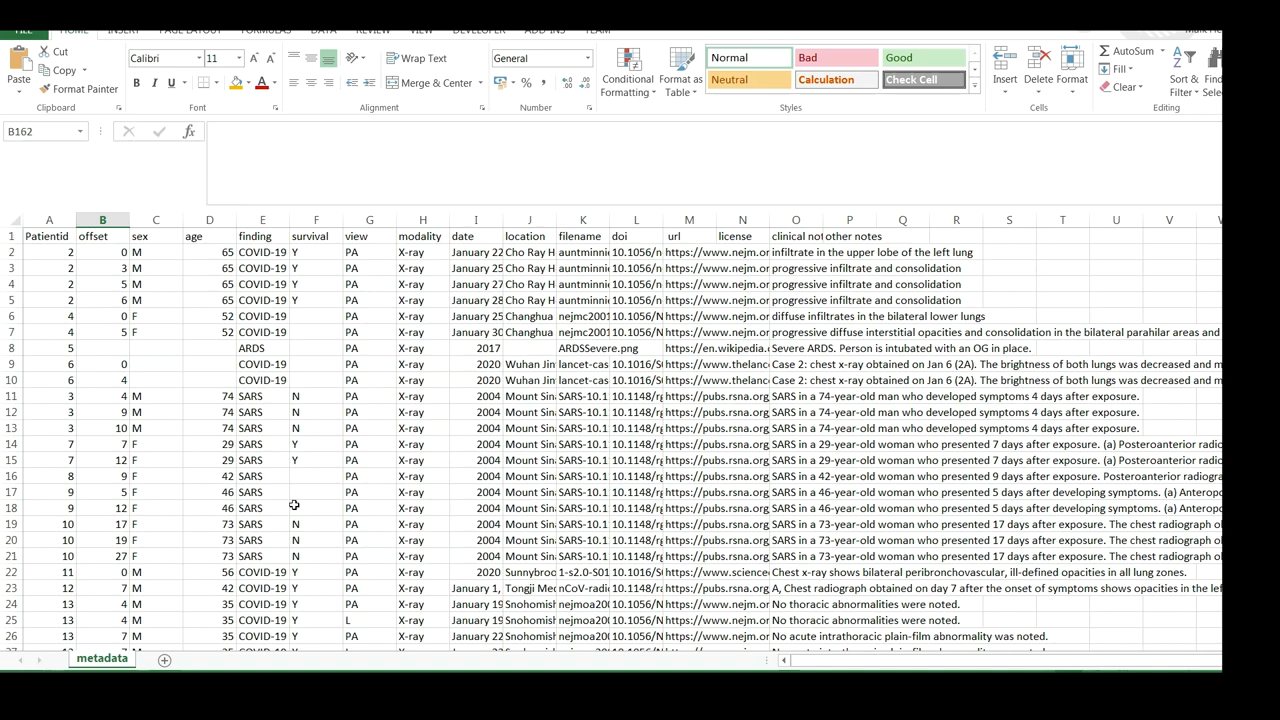 FILE HOME INSERT PAGE LAYOUT FORMULAS DATA REVIEW VIEW DEVELOPER ADD-INS TEAM
Cut Calibri 11 Wrap Text General Normal Bad Good AutoSum
Copy Fill
Paste Format Painter B I U Merge & Center $ % Conditional Formatting Format as Table Neutral Calculation Check Cell Insert Delete Format Clear Sort & Filter
Clipboard Font Alignment Number Styles Cells Editing
B162 fx
A B C D E F G H I J K L M N O P Q R S T U V
1 Patientid offset sex age finding survival view modality date location filename doi url license clinical not other notes
2 2 0 M 65 COVID-19 Y PA X-ray January 22 Cho Ray H auntminnie 10.1056/n https://www.nejm.or infiltrate in the upper lobe of the left lung
3 2 3 M 65 COVID-19 Y PA X-ray January 25 Cho Ray H auntminnie 10.1056/n https://www.nejm.or progressive infiltrate and consolidation
4 2 5 M 65 COVID-19 Y PA X-ray January 27 Cho Ray H auntminnie 10.1056/n https://www.nejm.or progressive infiltrate and consolidation
5 2 6 M 65 COVID-19 Y PA X-ray January 28 Cho Ray H auntminnie 10.1056/n https://www.nejm.or progressive infiltrate and consolidation
6 4 0 F 52 COVID-19 PA X-ray January 25 Changhua nejmc2001 10.1056/N https://www.nejm.or diffuse infiltrates in the bilateral lower lungs
7 4 5 F 52 COVID-19 PA X-ray January 30 Changhua nejmc2001 10.1056/N https://www.nejm.or progressive diffuse interstitial opacities and consolidation in the bilateral parahilar areas and
8 5 ARDS PA X-ray 2017 ARDSSevere.png https://en.wikipedia. Severe ARDS. Person is intubated with an OG in place.
9 6 0 COVID-19 PA X-ray 2020 Wuhan Jin lancet-cas 10.1016/S https://www.thelanc Case 2: chest x-ray obtained on Jan 6 (2A). The brightness of both lungs was decreased and m
10 6 4 COVID-19 PA X-ray 2020 Wuhan Jin lancet-cas 10.1016/S https://www.thelanc Case 2: chest x-ray obtained on Jan 6 (2A). The brightness of both lungs was decreased and m
11 3 4 M 74 SARS N PA X-ray 2004 Mount Sin SARS-10.1 10.1148/rg https://pubs.rsna.org SARS in a 74-year-old man who developed symptoms 4 days after exposure.
12 3 9 M 74 SARS N PA X-ray 2004 Mount Sin SARS-10.1 10.1148/rg https://pubs.rsna.org SARS in a 74-year-old man who developed symptoms 4 days after exposure.
13 3 10 M 74 SARS N PA X-ray 2004 Mount Sin SARS-10.1 10.1148/rg https://pubs.rsna.org SARS in a 74-year-old man who developed symptoms 4 days after exposure.
14 7 7 F 29 SARS Y PA X-ray 2004 Mount Sin SARS-10.1 10.1148/rg https://pubs.rsna.org SARS in a 29-year-old woman who presented 7 days after exposure. (a) Posteroanterior radio
15 7 12 F 29 SARS Y PA X-ray 2004 Mount Sin SARS-10.1 10.1148/rg https://pubs.rsna.org SARS in a 29-year-old woman who presented 7 days after exposure. (a) Posteroanterior radio
16 8 9 F 42 SARS PA X-ray 2004 Mount Sin SARS-10.1 10.1148/rg https://pubs.rsna.org SARS in a 42-year-old woman who presented 9 days after exposure. Posteroanterior radiograp
17 9 5 F 46 SARS PA X-ray 2004 Mount Sin SARS-10.1 10.1148/rg https://pubs.rsna.org SARS in a 46-year-old woman who presented 5 days after developing symptoms. (a) Anterop
18 9 12 F 46 SARS PA X-ray 2004 Mount Sin SARS-10.1 10.1148/rg https://pubs.rsna.org SARS in a 46-year-old woman who presented 5 days after developing symptoms. (a) Anterop
19 10 17 F 73 SARS N PA X-ray 2004 Mount Sin SARS-10.1 10.1148/rg https://pubs.rsna.org SARS in a 73-year-old woman who presented 17 days after exposure. The chest radiograph o
20 10 19 F 73 SARS N PA X-ray 2004 Mount Sin SARS-10.1 10.1148/rg https://pubs.rsna.org SARS in a 73-year-old woman who presented 17 days after exposure. The chest radiograph o
21 10 27 F 73 SARS N PA X-ray 2004 Mount Sin SARS-10.1 10.1148/rg https://pubs.rsna.org SARS in a 73-year-old woman who presented 17 days after exposure. The chest radiograph o
22 11 0 M 56 COVID-19 Y PA X-ray 2020 Sunnybroo 1-s2.0-S01 10.1016/S https://www.science Chest x-ray shows bilateral peribronchovascular, ill-defined opacities in all lung zones.
23 12 7 M 42 COVID-19 Y PA X-ray January 1, Tongji Med nCoV-radi 10.1148/r https://pubs.rsna.org A, Chest radiograph obtained on day 7 after the onset of symptoms shows opacities in the left
24 13 4 M 35 COVID-19 Y PA X-ray January 19 Snohomish nejmoa200 10.1056/N https://www.nejm.or No thoracic abnormalities were noted.
25 13 4 M 35 COVID-19 Y L X-ray January 19 Snohomish nejmoa200 10.1056/N https://www.nejm.or No thoracic abnormalities were noted.
26 13 7 M 35 COVID-19 Y PA X-ray January 22 Snohomish nejmoa200 10.1056/N https://www.nejm.or No acute intrathoracic plain-film abnormality was noted.
metadata